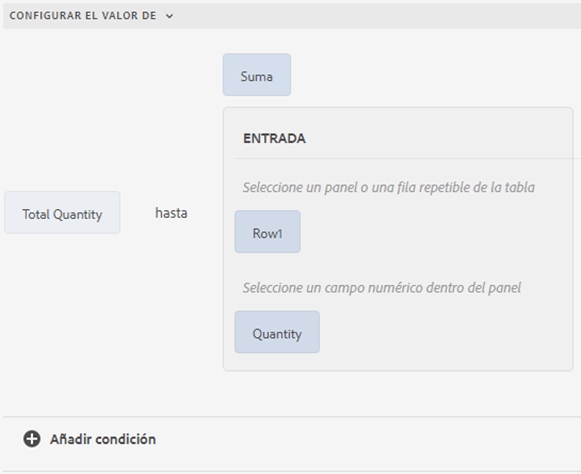 CONFIGURAR EL VALOR DE
Suma
ENTRADA
Seleccione un panel o una fila repetible de la tabla
Total Quantity hasta
Row1
Seleccione un campo numérico dentro del panel
Quantity
Añadir condición